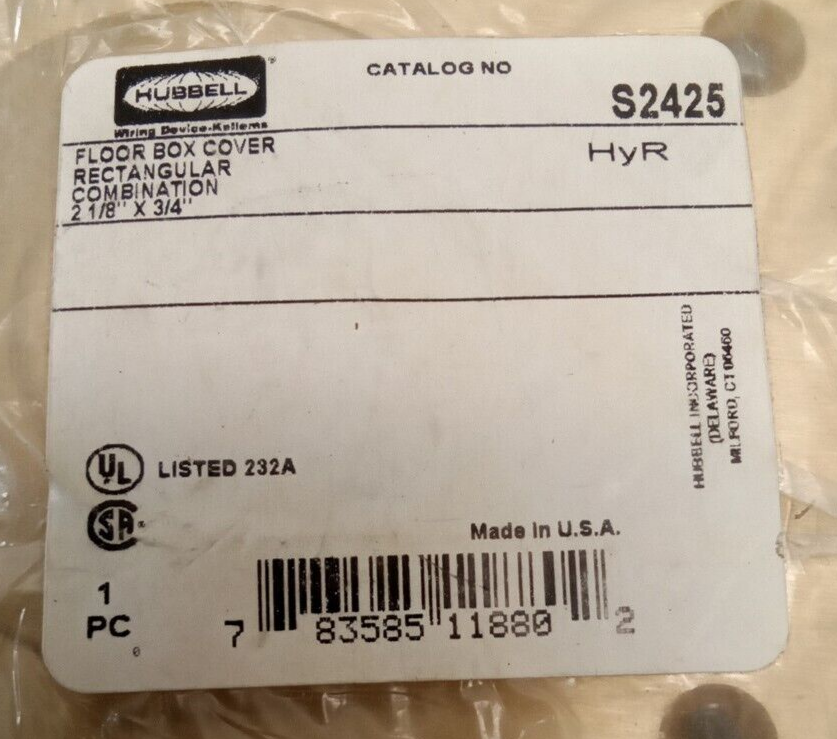 HUBBELL®
Wiring Device-Kellems
CATALOG NO
S2425
FLOOR BOX COVER
RECTANGULAR
COMBINATION
2 1/8" X 3/4"
HyR
HUBBELL INCORPORATED
(DELAWARE)
MILFORD, CT 06460
UL LISTED 232A
SA®
Made in U.S.A.
1
PC
0
7 83585 11880 2